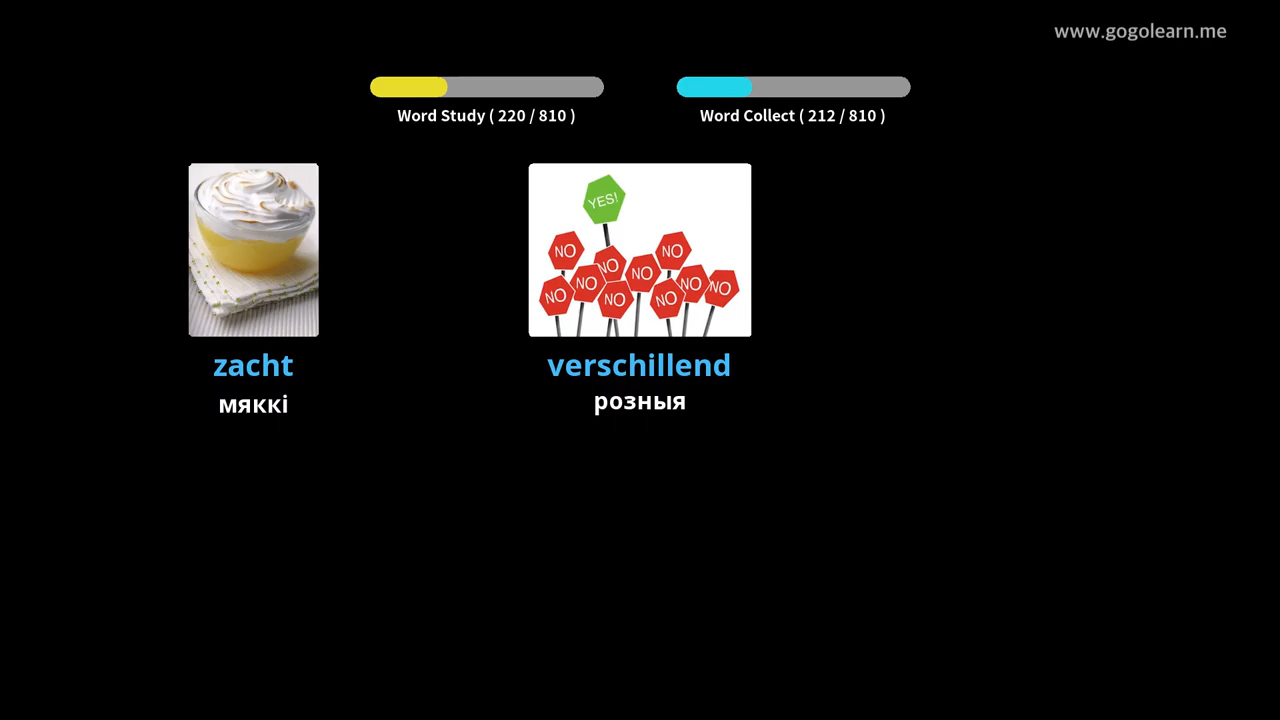 www.gogolearn.me
Word Study ( 220 / 810 )
Word Collect ( 212 / 810 )
YES!
NO
NO
NO
NO
NO
NO
NO
NO
NO
NO
zacht
verschillend
мяккі
розныя